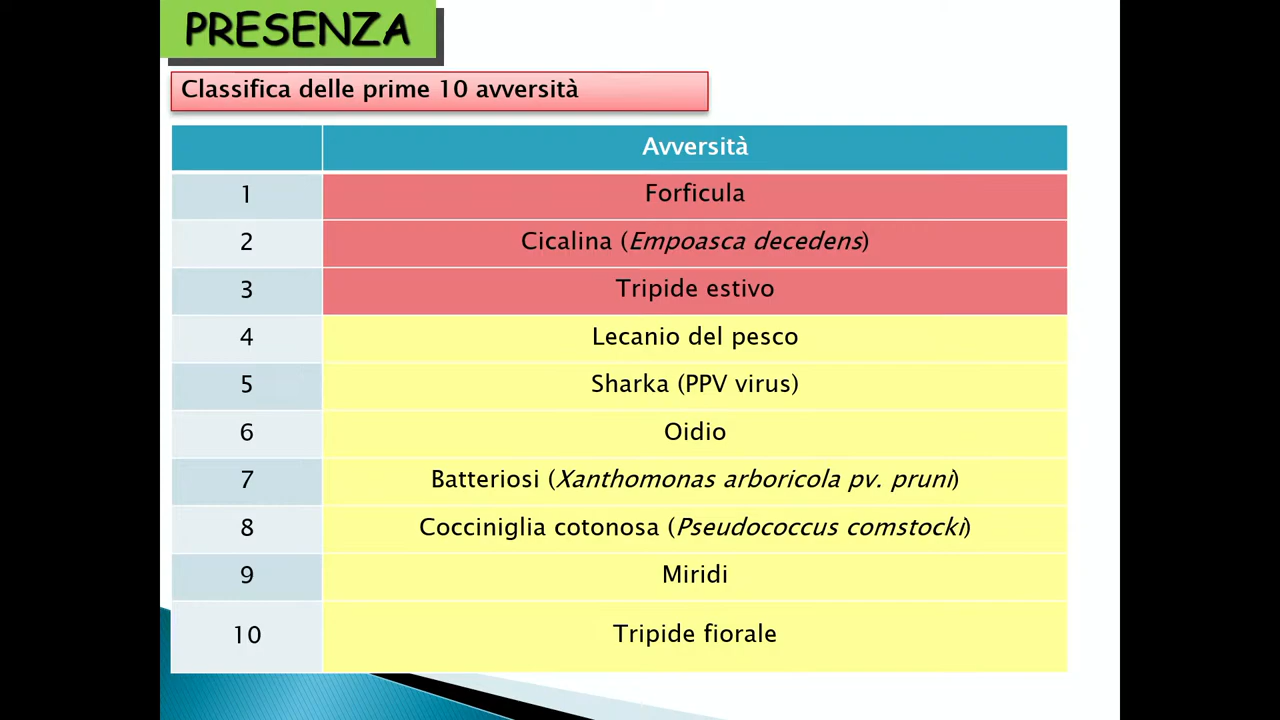 PRESENZA
Classifica delle prime 10 avversità
Avversità
1 Forficula
2 Cicalina (Empoasca decedens)
3 Tripide estivo
4 Lecanio del pesco
5 Sharka (PPV virus)
6 Oidio
7 Batteriosi (Xanthomonas arboricola pv. pruni)
8 Cocciniglia cotonosa (Pseudococcus comstocki)
9 Miridi
10 Tripide fiorale